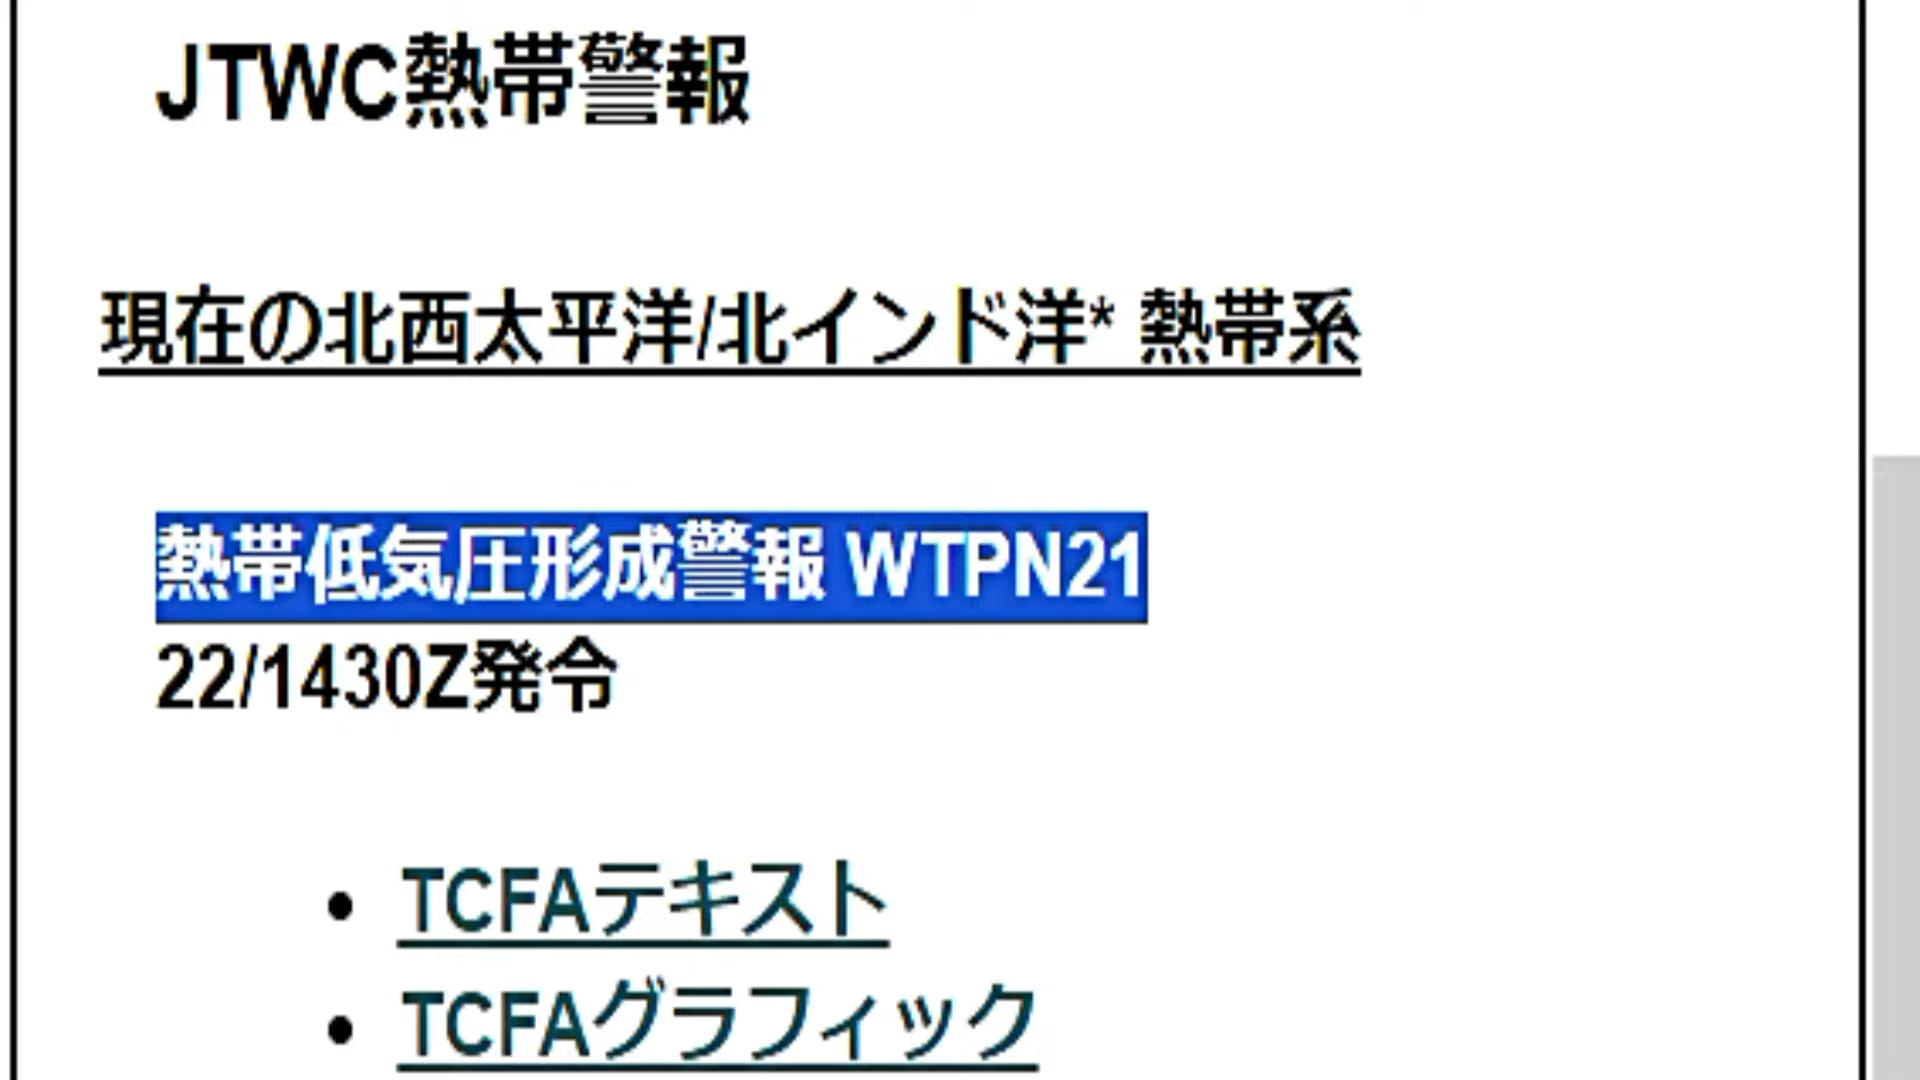 JTWC熱帯警報
現在の北西太平洋/北インド洋* 熱帯系
熱帯低気圧形成警報 WTPN21
22/1430Z発令
• TCFAテキスト
• TCFAグラフィック